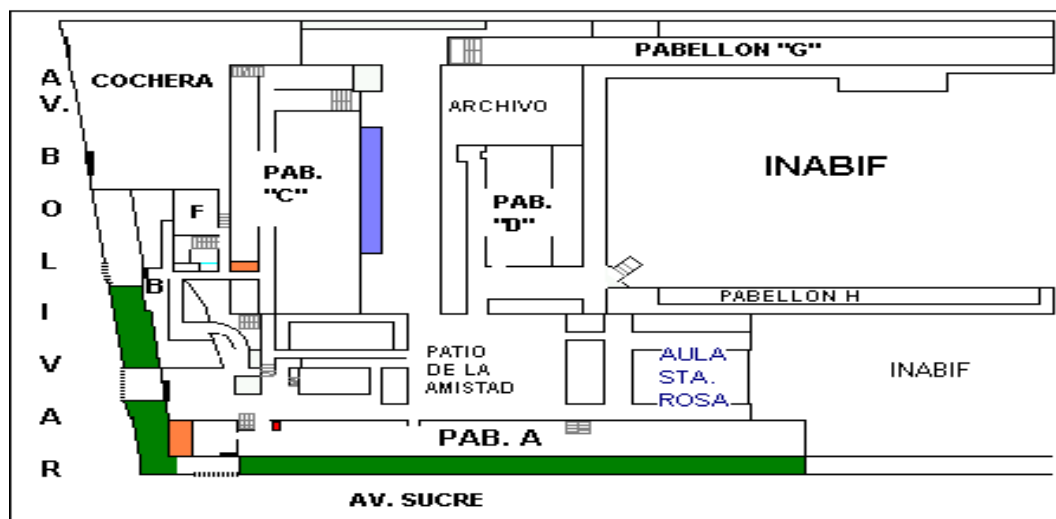 PABELLON "G"
COCHERA
AV. BOLIVAR
ARCHIVO
INABIF
PAB.
"C"
PAB.
"D"
F
B
PABELLON H
PATIO
DE LA
AMISTAD
AULA
STA.
ROSA
INABIF
PAB. A
AV. SUCRE